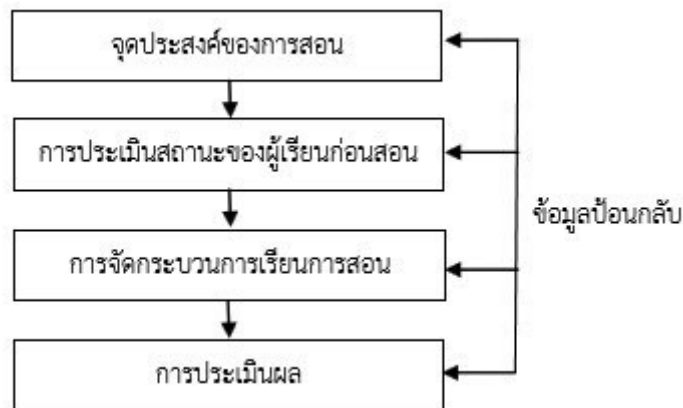 จุดประสงค์ของการสอน
การประเมินสถานะของผู้เรียนก่อนสอน
ข้อมูลป้อนกลับ
การจัดกระบวนการเรียนการสอน
การประเมินผล